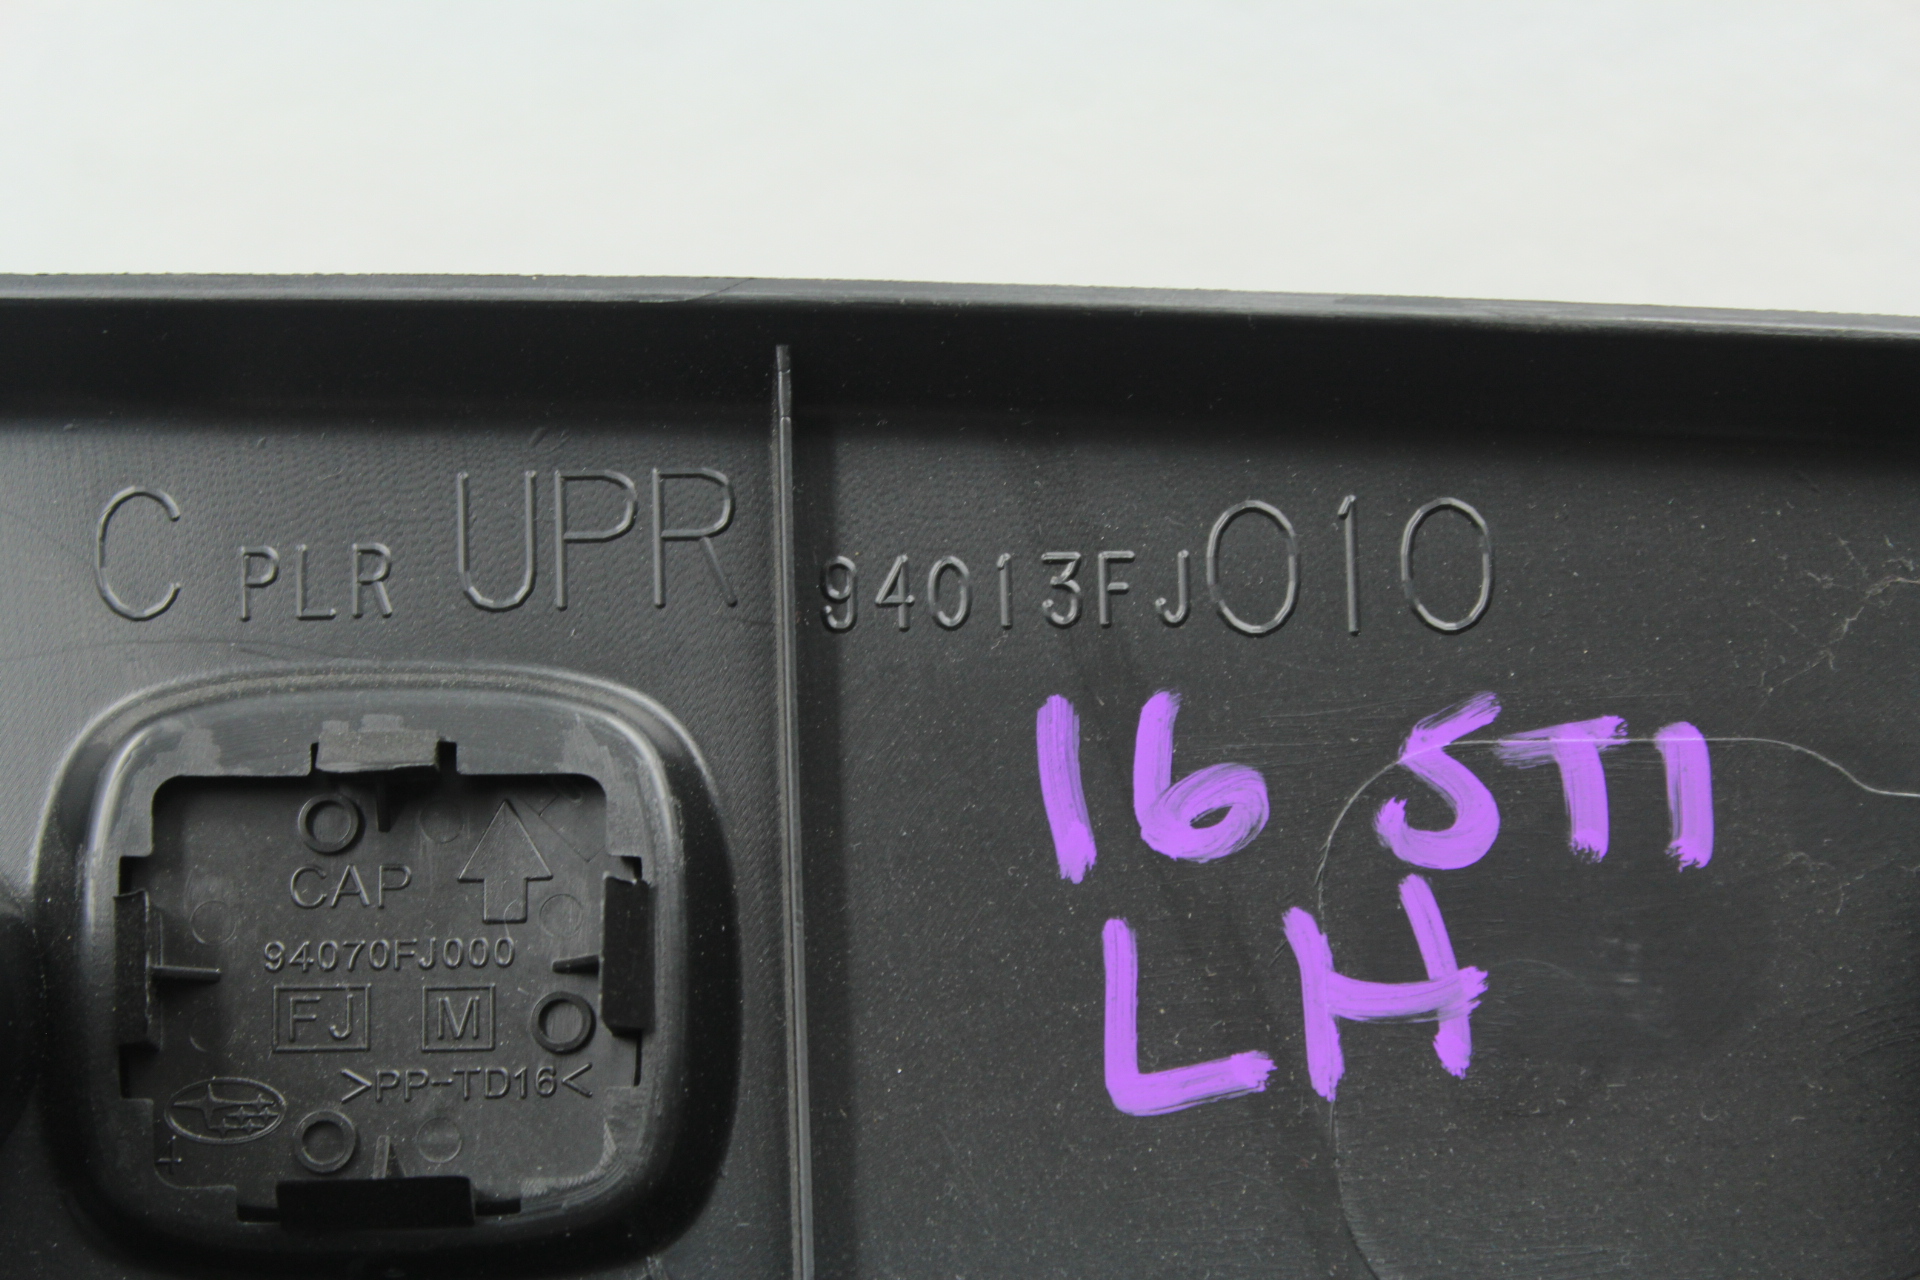 C PLR UPR 94013FJ010
16 STI
LH
CAP
94070FJ000
FJ M
>PP-TD16<